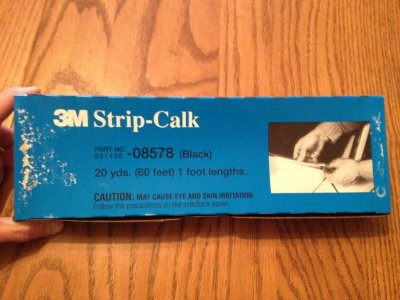 3M Strip-Calk
PART NO.
051135-08578 (Black)
20 yds. (60 feet) 1 foot lengths.
CAUTION: MAY CAUSE EYE AND SKIN IRRITATION.
Follow the precautions on the side/back panel.